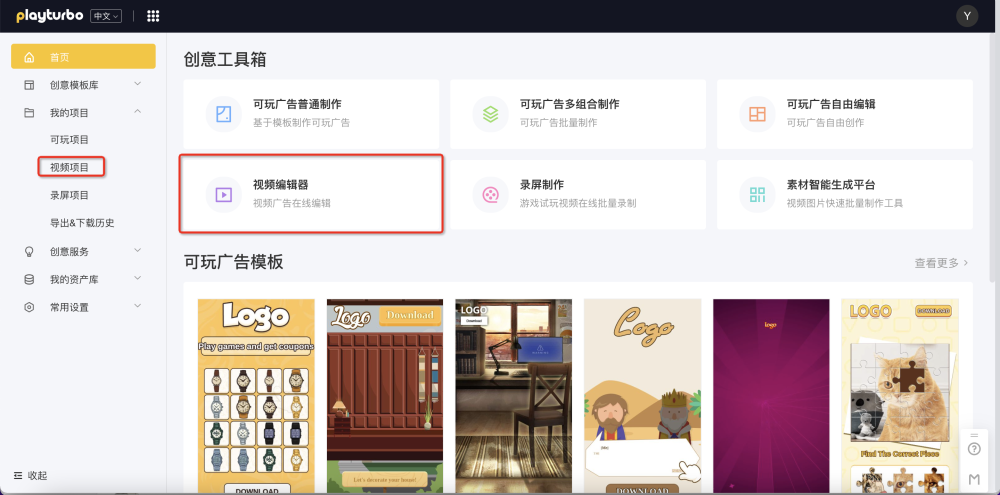 playturbo
中文
Y
首页
创意模板库
我的项目
可玩项目
视频项目
录屏项目
导出&下载历史
创意服务
我的资产库
常用设置
收起
创意工具箱
可玩广告普通制作
基于模板制作可玩广告
可玩广告多组合制作
可玩广告批量制作
可玩广告自由编辑
可玩广告自由创作
视频编辑器
视频广告在线编辑
录屏制作
游戏试玩视频在线批量录制
素材智能生成平台
视频图片快速批量制作工具
可玩广告模板
查看更多
Logo
Play games and get coupons
DOWNLOAD
Logo
Download
Let's decorate your house!
LOGO
Download
Logo
DOWNLOAD
logo
LOGO
DOWNLOAD
Find The Correct Piece